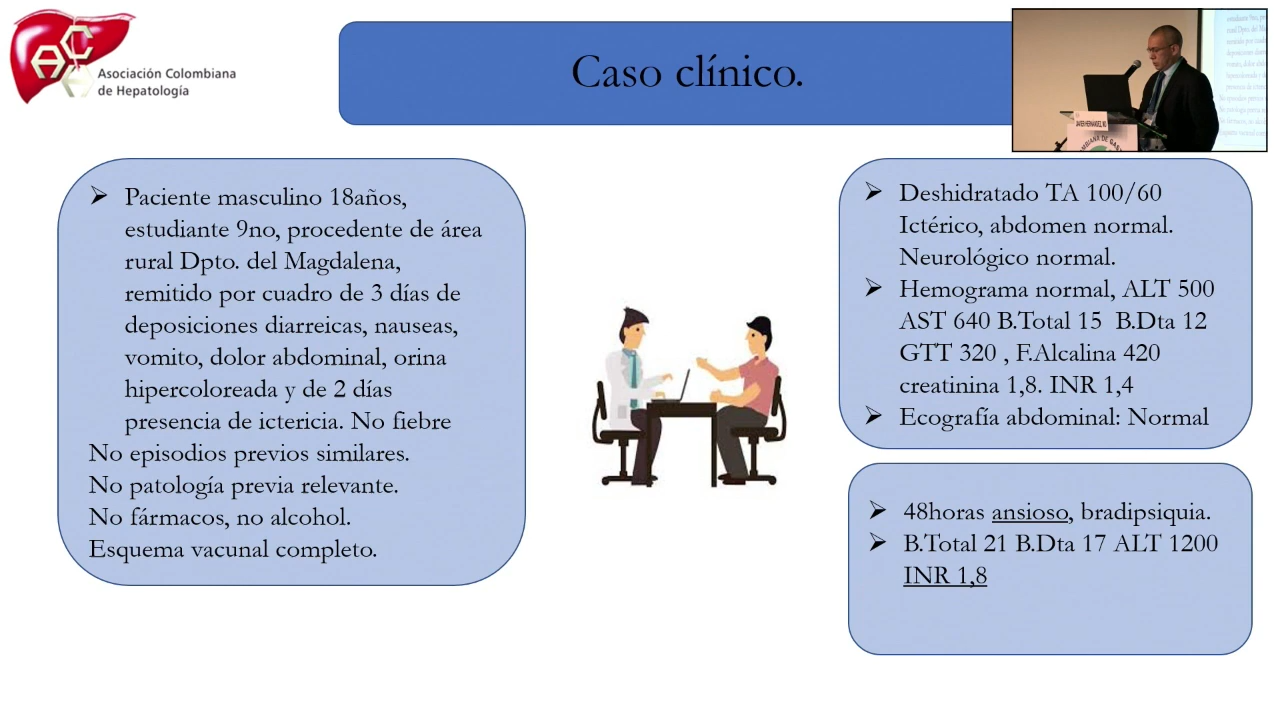 Asociación Colombiana
de Hepatología
Caso clínico.
JAVIER HERNANDEZ, MD
Paciente masculino 18años,
estudiante 9no, procedente de área
rural Dpto. del Magdalena,
remitido por cuadro de 3 días de
deposiciones diarreicas, nauseas,
vomito, dolor abdominal, orina
hipercoloreada y de 2 días
presencia de ictericia. No fiebre
No episodios previos similares.
No patología previa relevante.
No fármacos, no alcohol.
Esquema vacunal completo.
Deshidratado TA 100/60
Ictérico, abdomen normal.
Neurológico normal.
Hemograma normal, ALT 500
AST 640 B.Total 15  B.Dta 12
GTT 320 , F.Alcalina 420
creatinina 1,8. INR 1,4
Ecografía abdominal: Normal
48horas ansioso, bradipsiquia.
B.Total 21 B.Dta 17 ALT 1200
INR 1,8